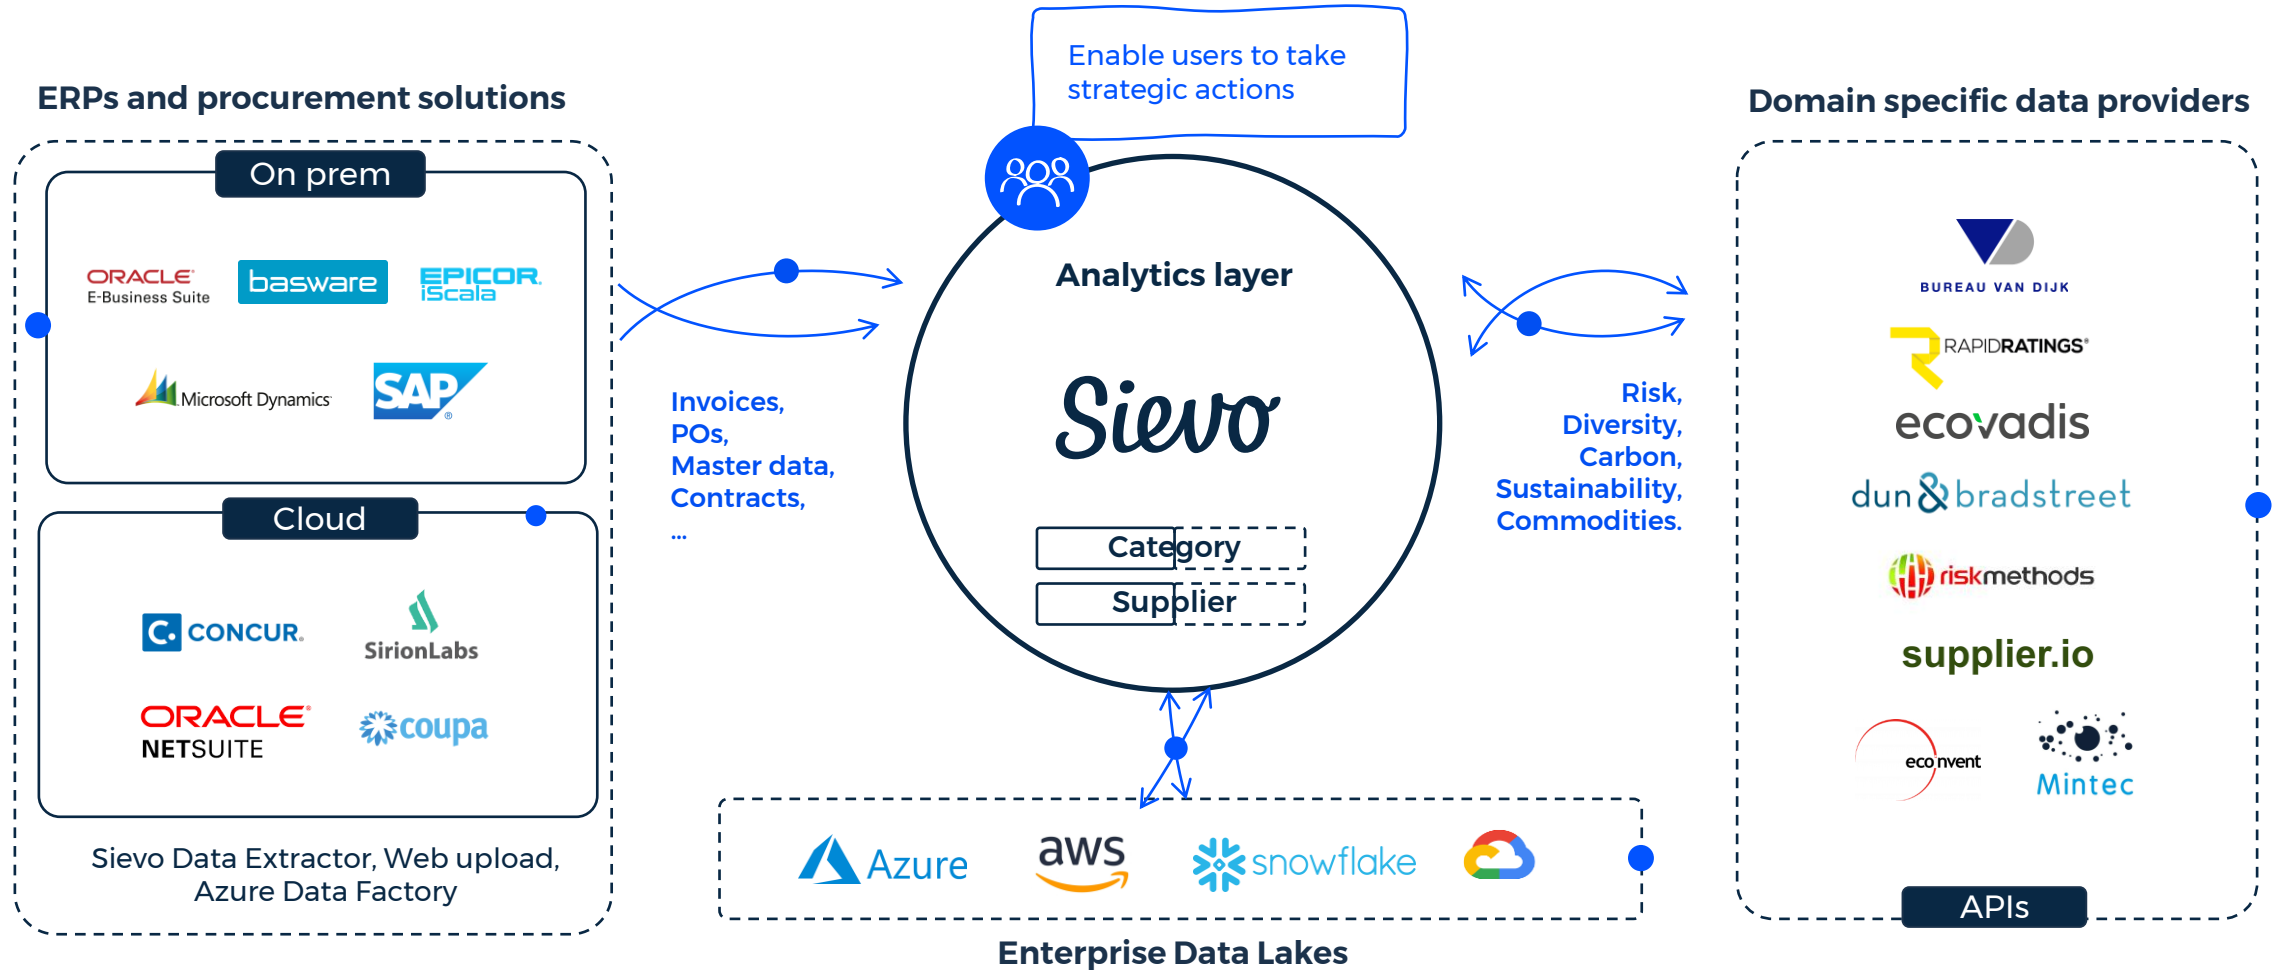 Enable users to take
strategic actions
ERPs and procurement solutions
On prem
ORACLE®
E-Business Suite
basware
EPICOR.
iScala
Microsoft Dynamics
SAP®
Cloud
C. CONCUR.
SirionLabs
ORACLE®
NETSUITE
coupa
Sievo Data Extractor, Web upload,
Azure Data Factory
Invoices,
POs,
Master data,
Contracts,
...
Analytics layer
Sievo
Category
Supplier
Risk,
Diversity,
Carbon,
Sustainability,
Commodities.
Azure
aws
snowflake
Enterprise Data Lakes
Domain specific data providers
BUREAU VAN DIJK
RAPIDRATINGS®
ecovadis
dun & bradstreet
riskmethods
supplier.io
ecoinvent
Mintec
APIs